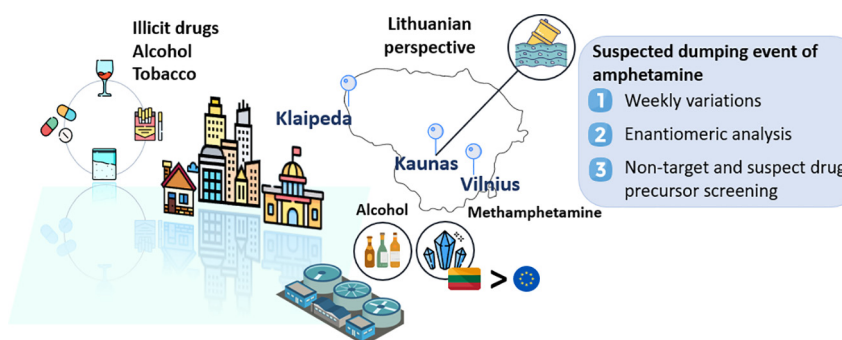 Illicit drugs
Alcohol
Tobacco
Lithuanian
perspective
Klaipeda
Kaunas
Vilnius
Alcohol
Methamphetamine
>
Suspected dumping event of
amphetamine
1 Weekly variations
2 Enantiomeric analysis
3 Non-target and suspect drug
precursor screening